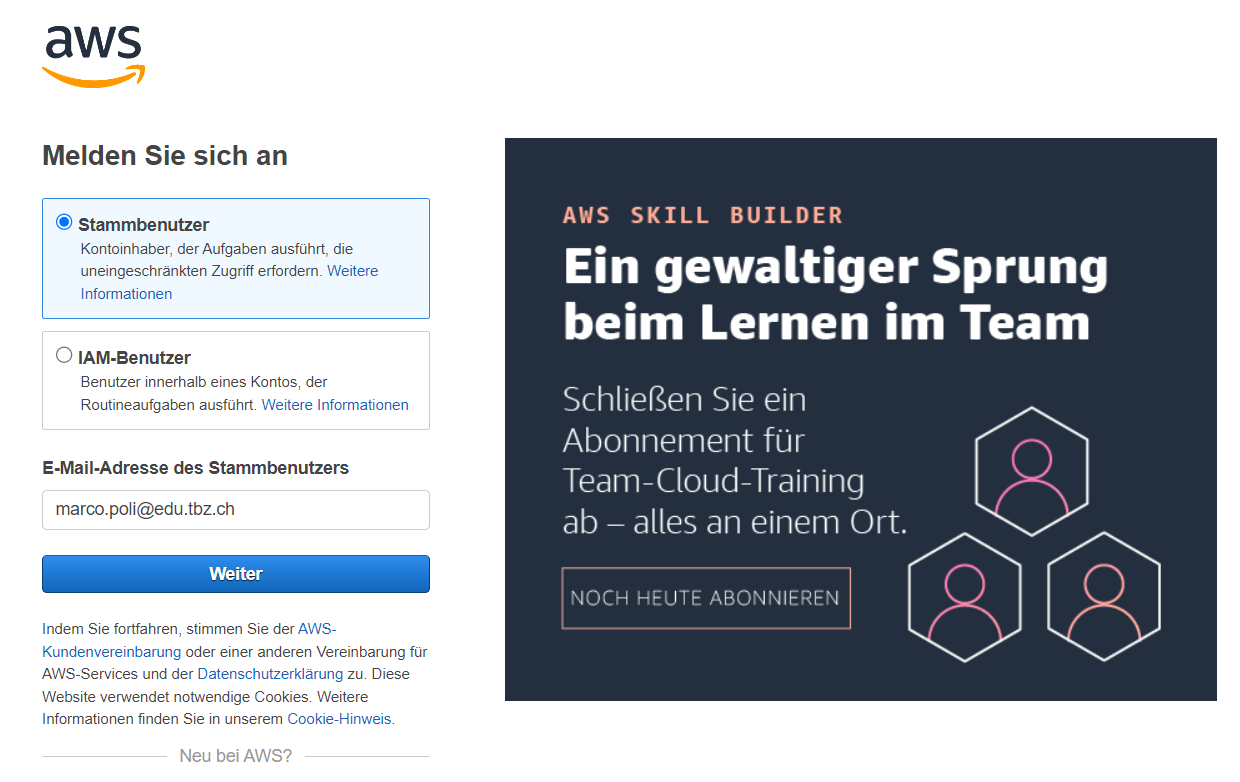 aws
Melden Sie sich an
Stammbenutzer
Kontoinhaber, der Aufgaben ausführt, die
uneingeschränkten Zugriff erfordern. Weitere
Informationen
IAM-Benutzer
Benutzer innerhalb eines Kontos, der
Routineaufgaben ausführt. Weitere Informationen
E-Mail-Adresse des Stammbenutzers
marco.poli@edu.tbz.ch
Weiter
Indem Sie fortfahren, stimmen Sie der AWS-
Kundenvereinbarung oder einer anderen Vereinbarung für
AWS-Services und der Datenschutzerklärung zu. Diese
Website verwendet notwendige Cookies. Weitere
Informationen finden Sie in unserem Cookie-Hinweis.
Neu bei AWS?
AWS SKILL BUILDER
Ein gewaltiger Sprung
beim Lernen im Team
Schließen Sie ein
Abonnement für
Team-Cloud-Training
ab – alles an einem Ort.
NOCH HEUTE ABONNIEREN